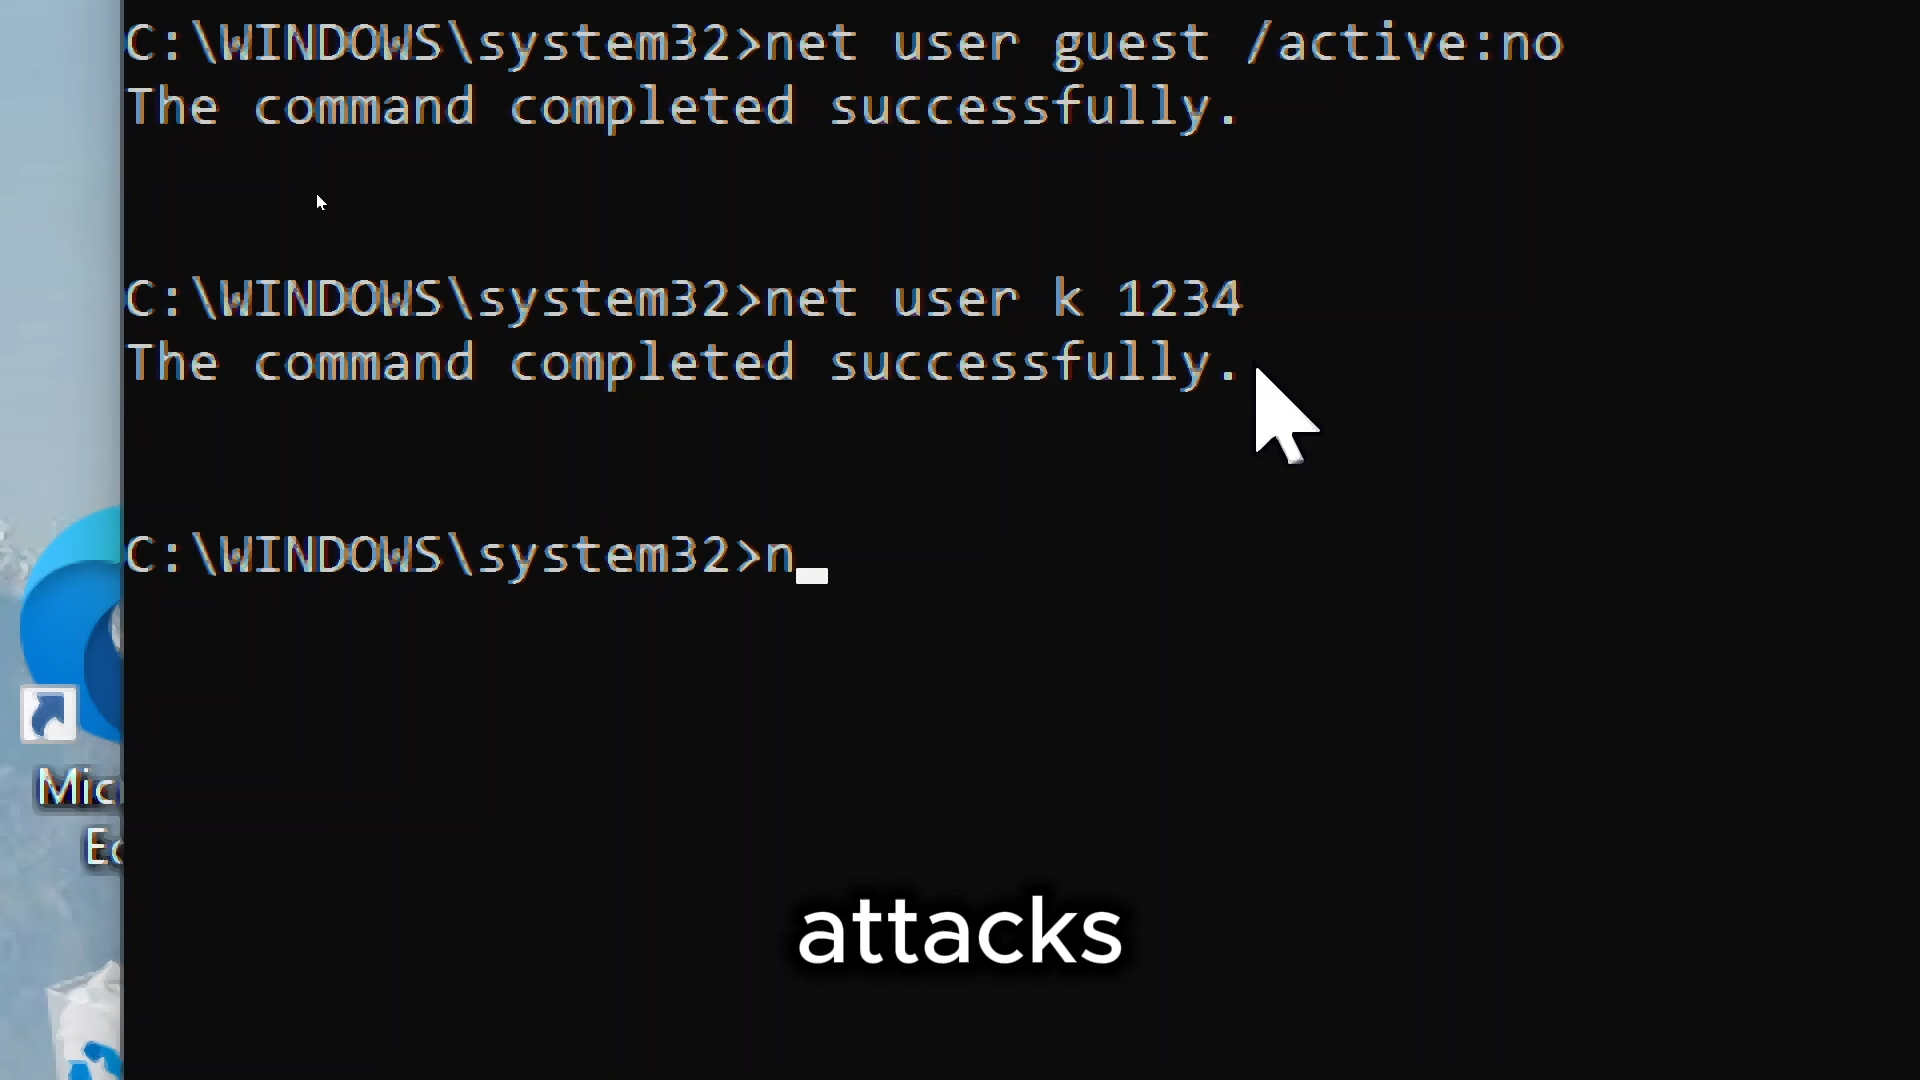 C:\WINDOWS\system32>net user guest /active:no
The command completed successfully.
C:\WINDOWS\system32>net user k 1234
The command completed successfully.
C:\WINDOWS\system32>n
Mic
Ed
attacks